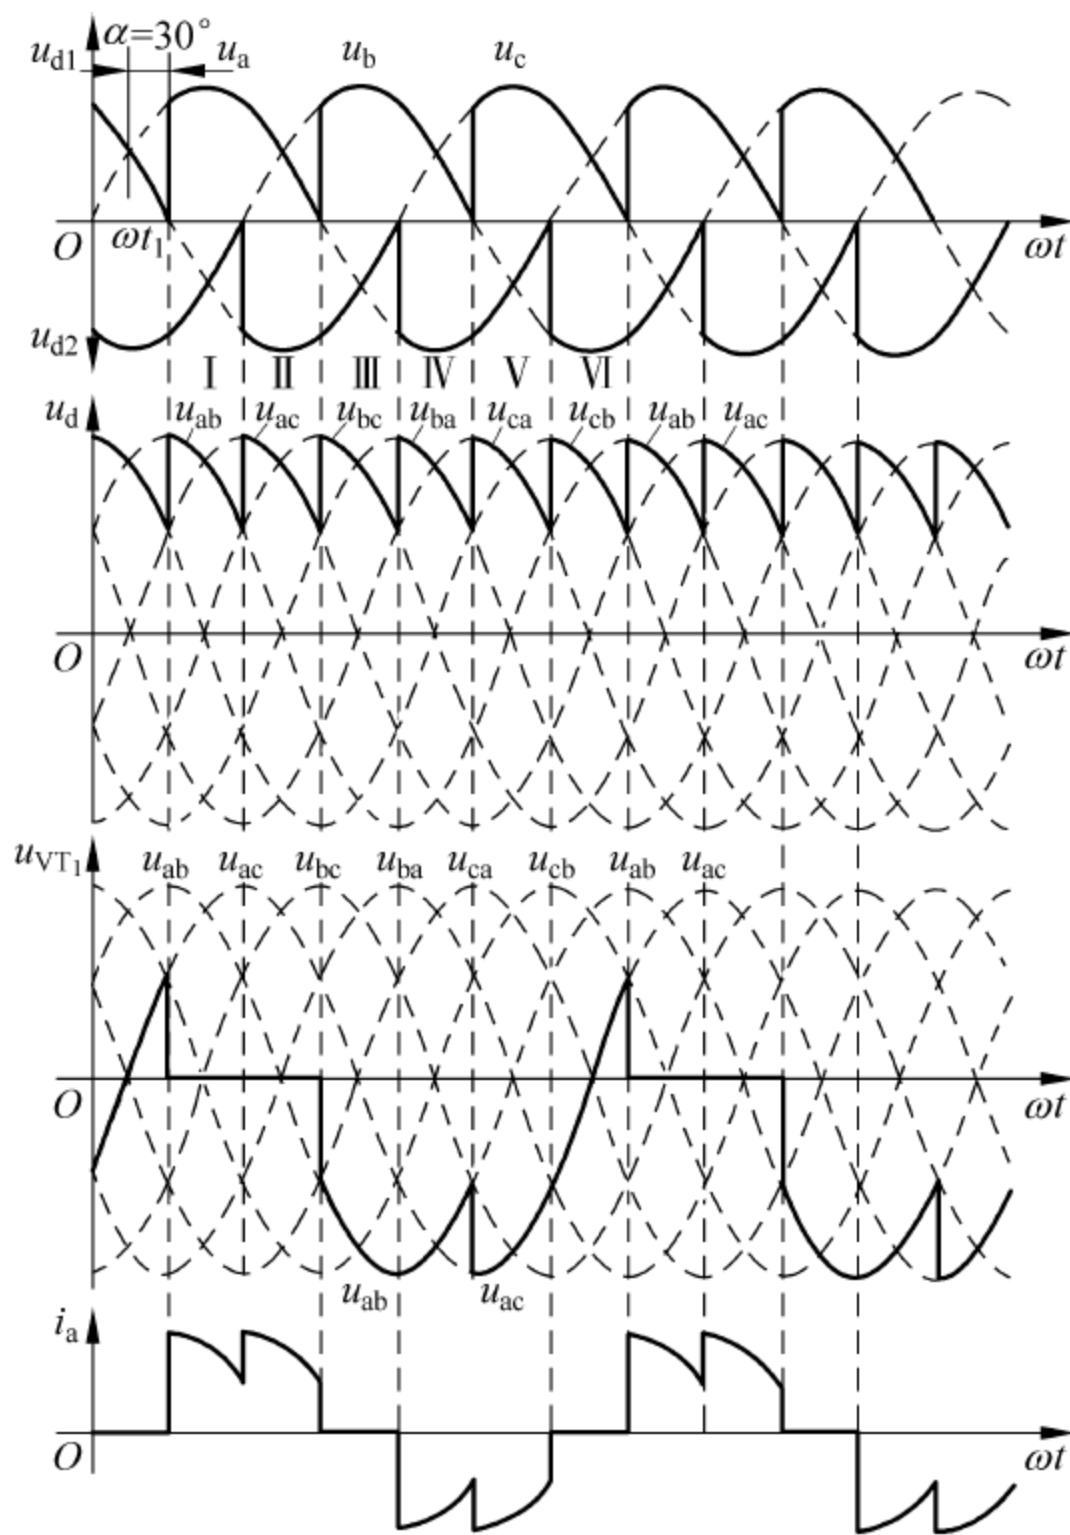 α=30°
u_d1 u_a u_b u_c
O ωt₁ ωt
u_d2
Ⅰ Ⅱ Ⅲ Ⅳ Ⅴ Ⅵ
u_d u_ab u_ac u_bc u_ba u_ca u_cb u_ab u_ac
O ωt
u_VT₁ u_ab u_ac u_bc u_ba u_ca u_cb u_ab u_ac
O ωt
u_ab u_ac
i_a
O ωt